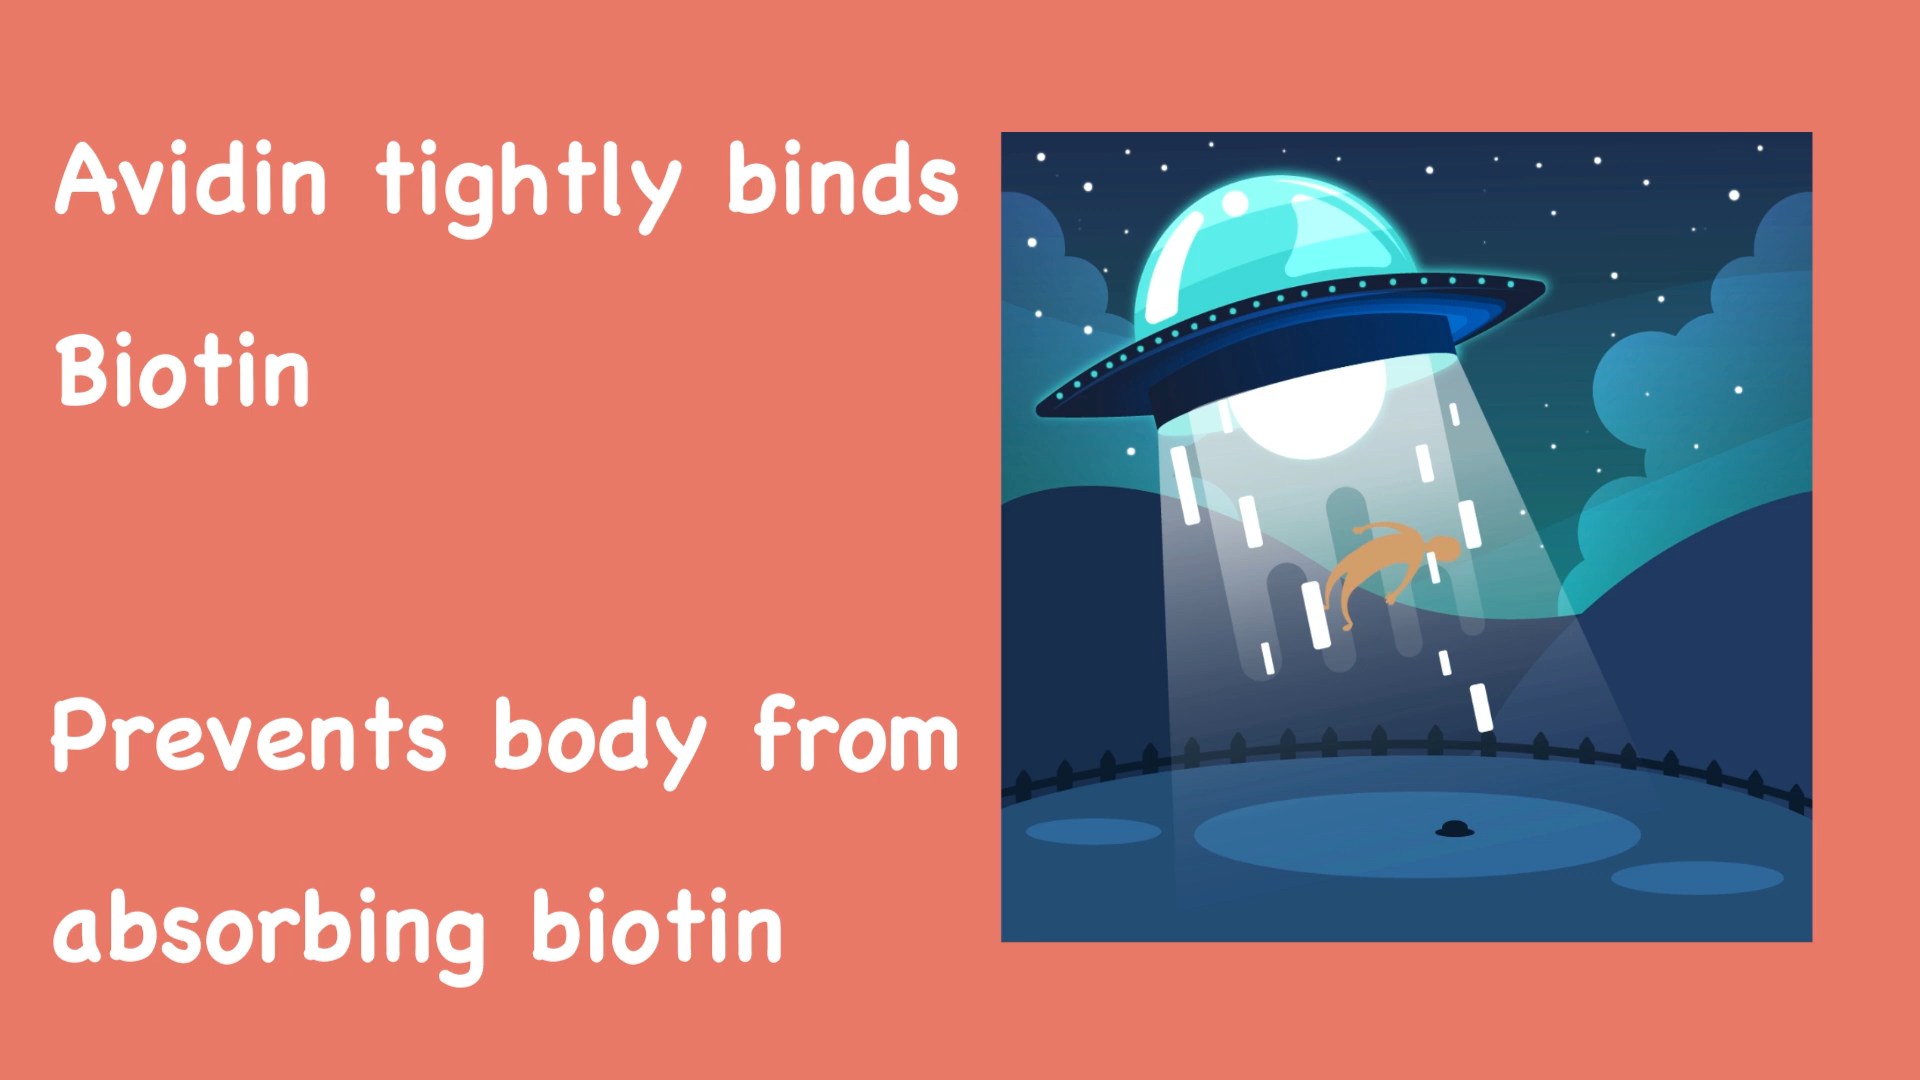 Avidin tightly binds
Biotin
Prevents body from
absorbing biotin